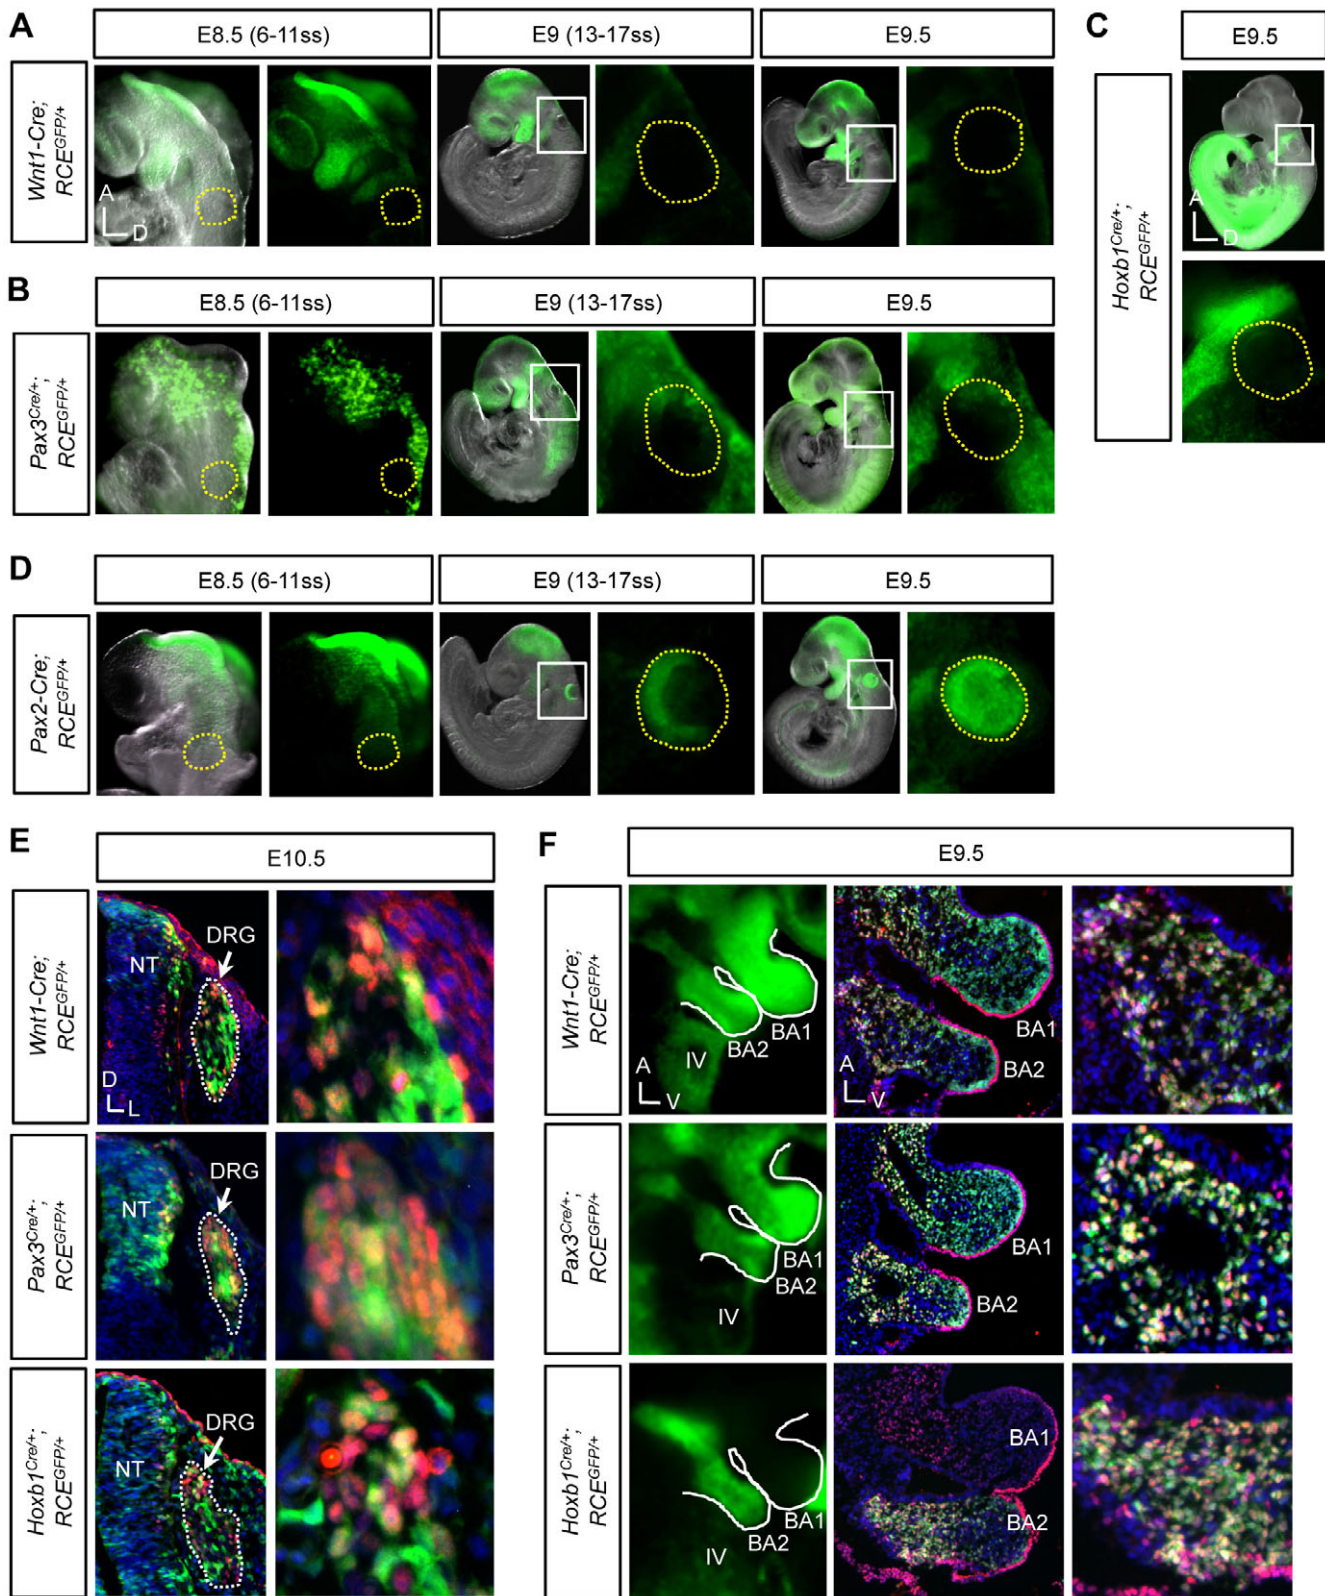 A
E8.5 (6-11ss)
E9 (13-17ss)
E9.5
Wnt1-Cre;
RCE^GFP/+
A
D
B
E8.5 (6-11ss)
E9 (13-17ss)
E9.5
Pax3^Cre/+;
RCE^GFP/+
C
E9.5
Hoxb1^Cre/+;
RCE^GFP/+
A
D
D
E8.5 (6-11ss)
E9 (13-17ss)
E9.5
Pax2-Cre;
RCE^GFP/+
E
E10.5
Wnt1-Cre;
RCE^GFP/+
NT
DRG
D
L
Pax3^Cre/+;
RCE^GFP/+
NT
DRG
Hoxb1^Cre/+;
RCE^GFP/+
NT
DRG
F
E9.5
Wnt1-Cre;
RCE^GFP/+
BA1
BA2
IV
A
V
BA1
BA2
A
V
Pax3^Cre/+;
RCE^GFP/+
BA1
BA2
IV
BA1
BA2
Hoxb1^Cre/+;
RCE^GFP/+
BA1
BA2
IV
BA1
BA2